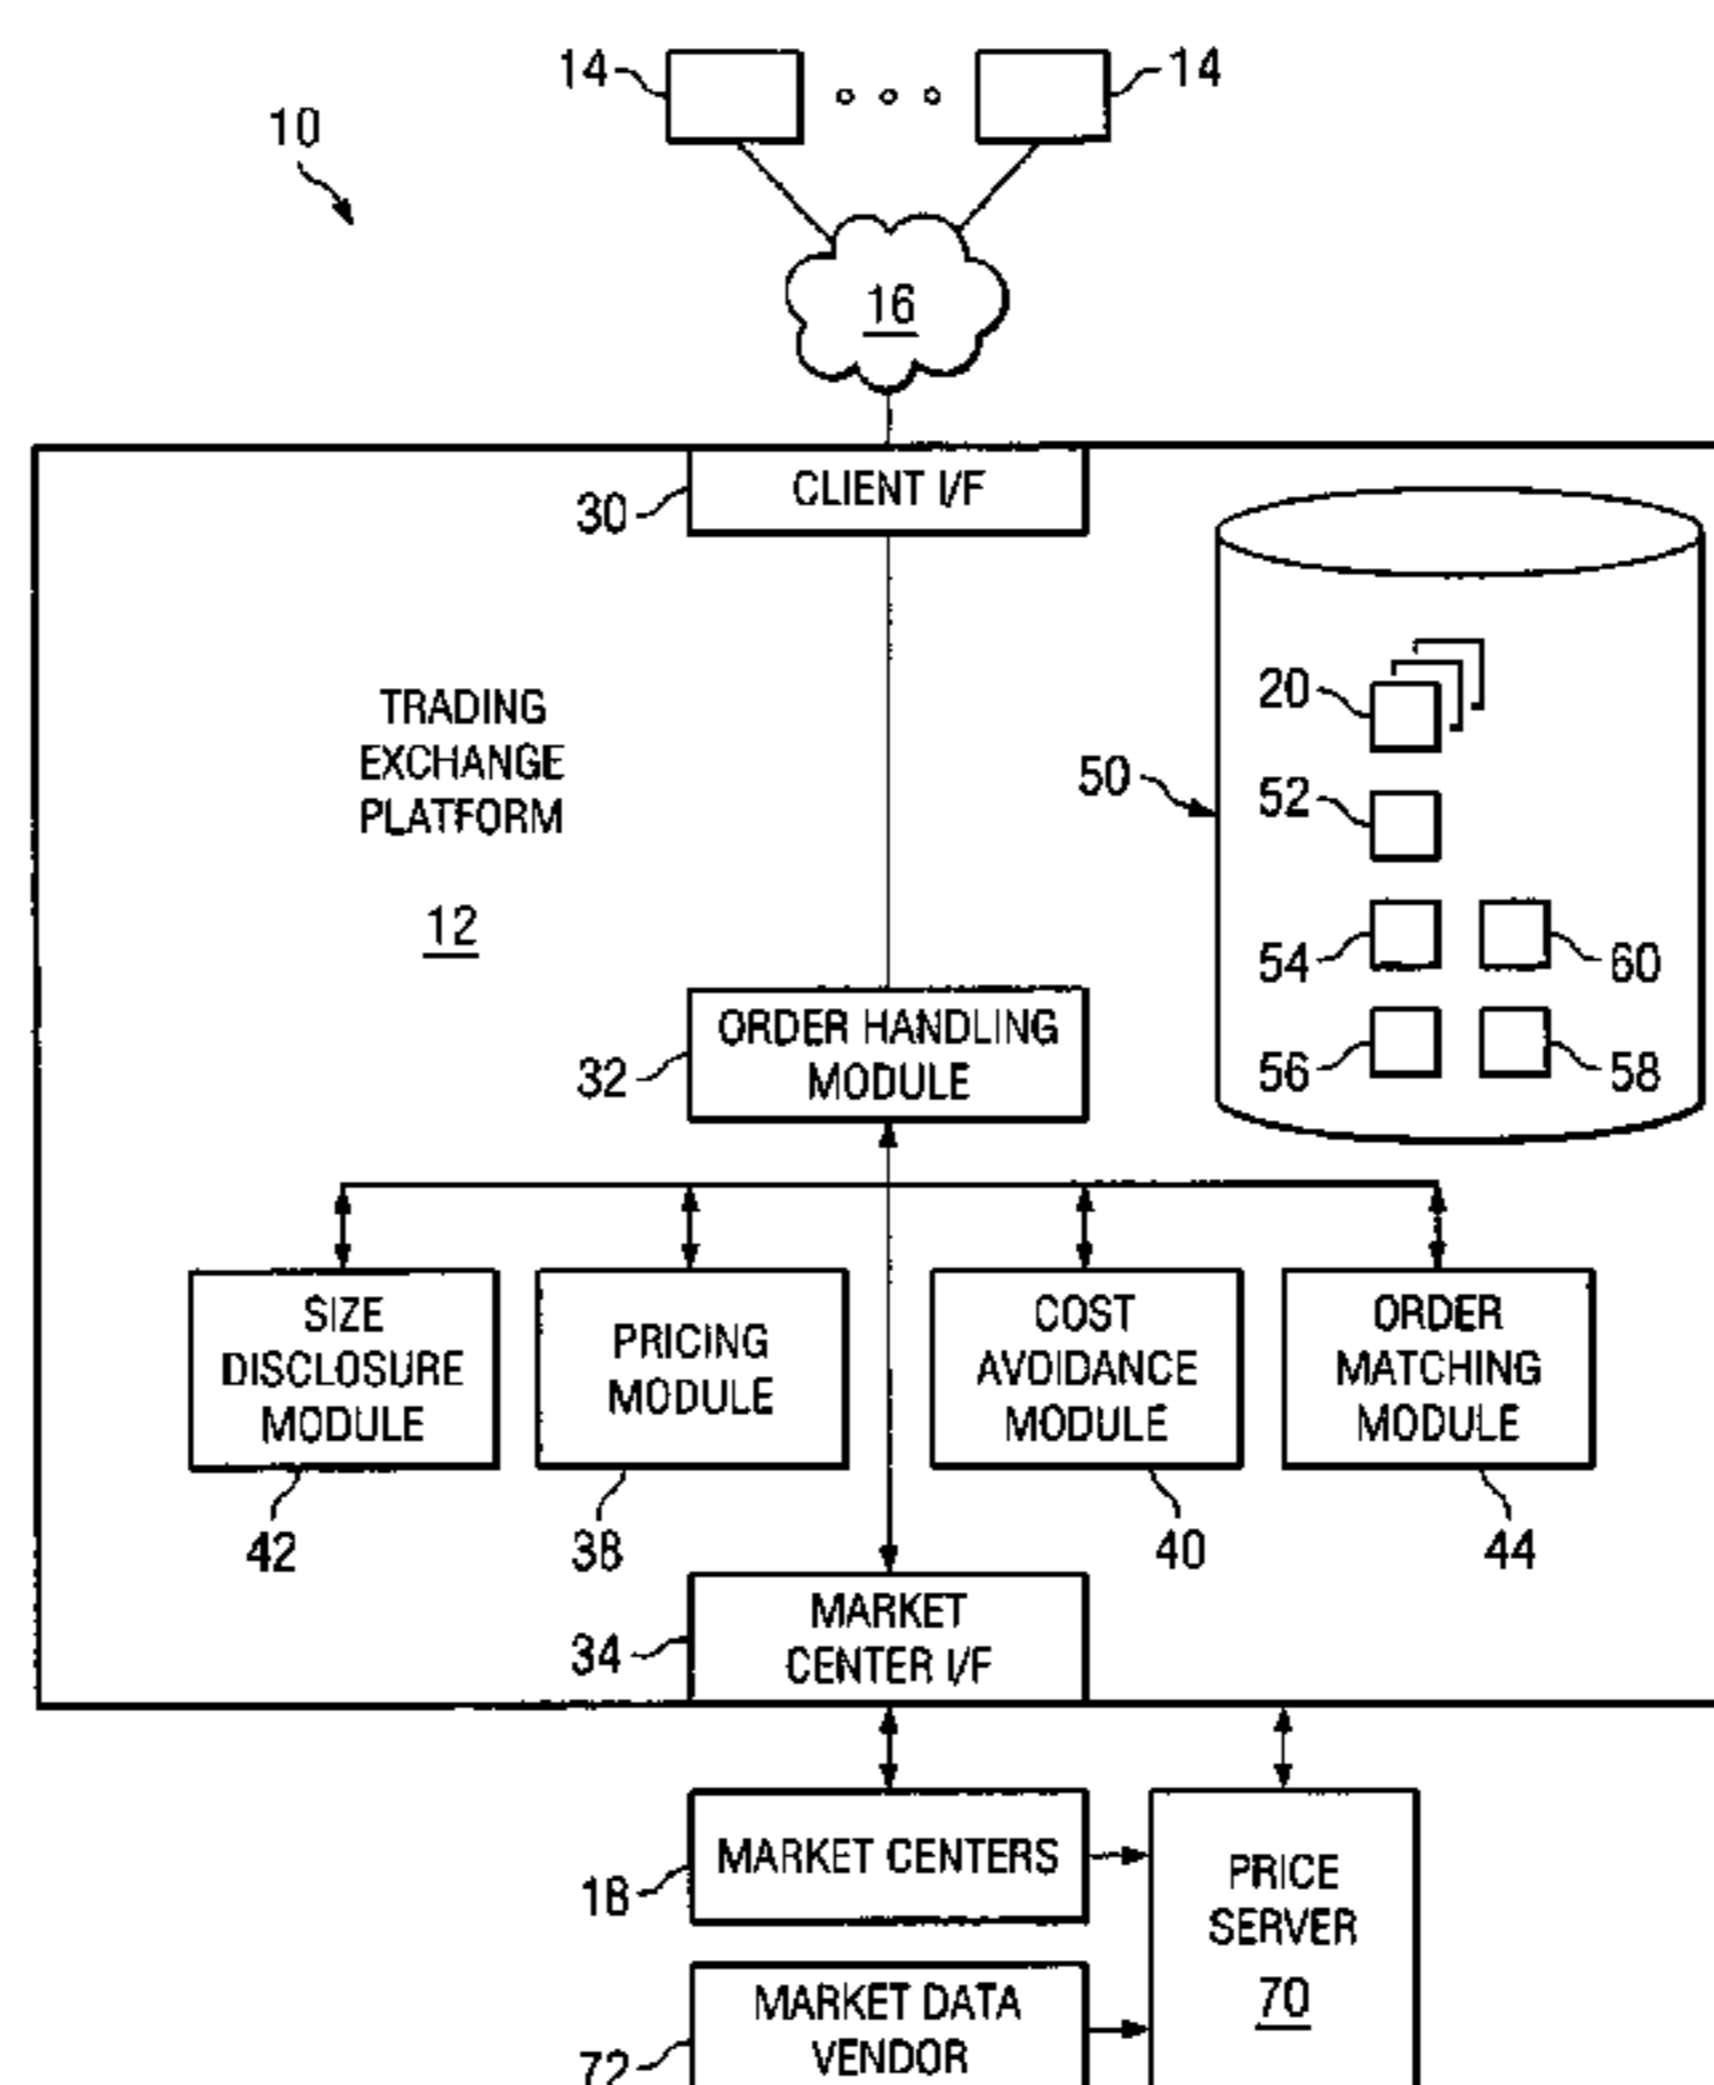 14
14
10
16
CLIENT I/F
30
TRADING
EXCHANGE
PLATFORM
12
20
50
52
54
60
56
58
ORDER HANDLING
MODULE
32
SIZE
DISCLOSURE
MODULE
42
PRICING
MODULE
38
COST
AVOIDANCE
MODULE
40
ORDER
MATCHING
MODULE
44
MARKET
CENTER I/F
34
MARKET CENTERS
18
PRICE
SERVER
70
MARKET DATA
VENDOR
72